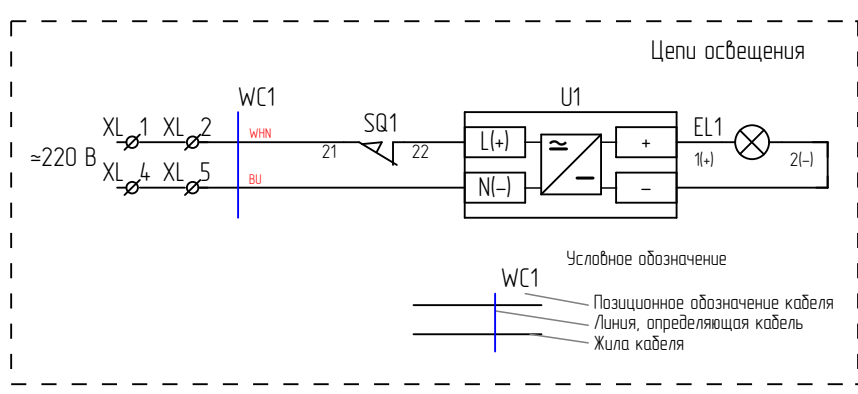 Цепи освещения
WC1
U1
XL 1 XL 2
WHN
SQ1
L(+)
+
EL1
≃220 В
21
22
1(+)
2(–)
XL 4 XL 5
BU
N(–)
–
Условное обозначение
WC1
Позиционное обозначение кабеля
Линия, определяющая кабель
Жила кабеля